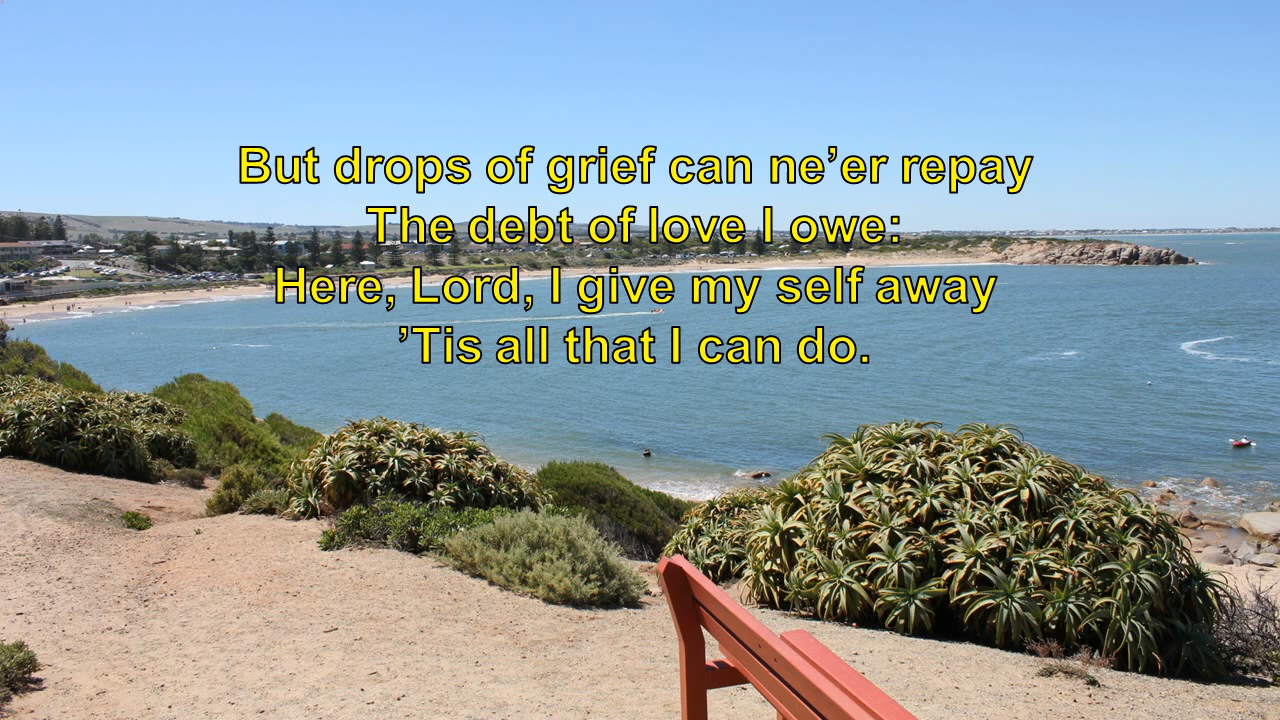 But drops of grief can ne’er repay
The debt of love I owe:
Here, Lord, I give my self away
’Tis all that I can do.